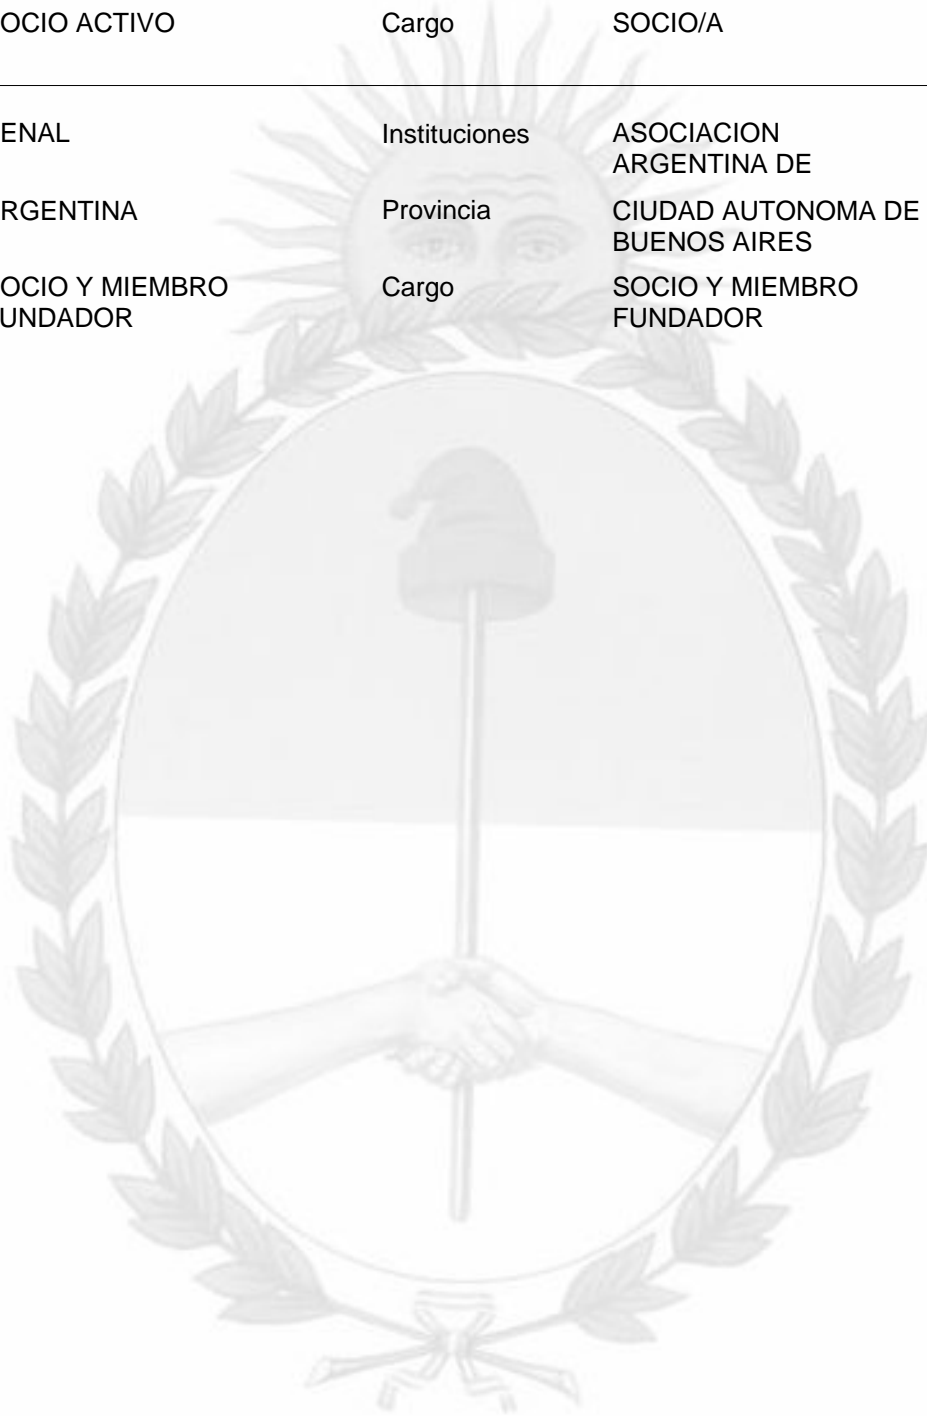 OCIO ACTIVO Cargo SOCIO/A
ENAL Instituciones ASOCIACION
ARGENTINA DE
RGENTINA Provincia CIUDAD AUTONOMA DE
BUENOS AIRES
OCIO Y MIEMBRO Cargo SOCIO Y MIEMBRO
UNDADOR FUNDADOR